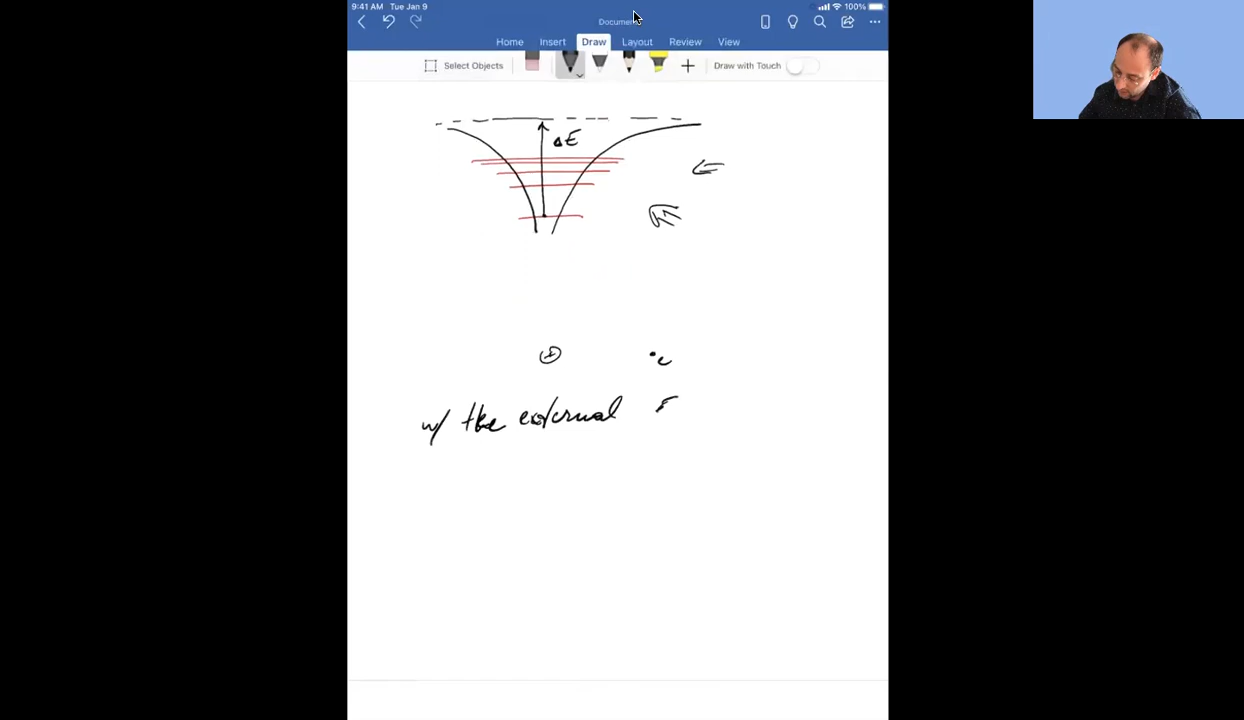 9:41 AM Tue Jan 9
100%
Home Insert Draw Layout Review View
Select Objects
Draw with Touch
ΔE
+
e
w/ the external